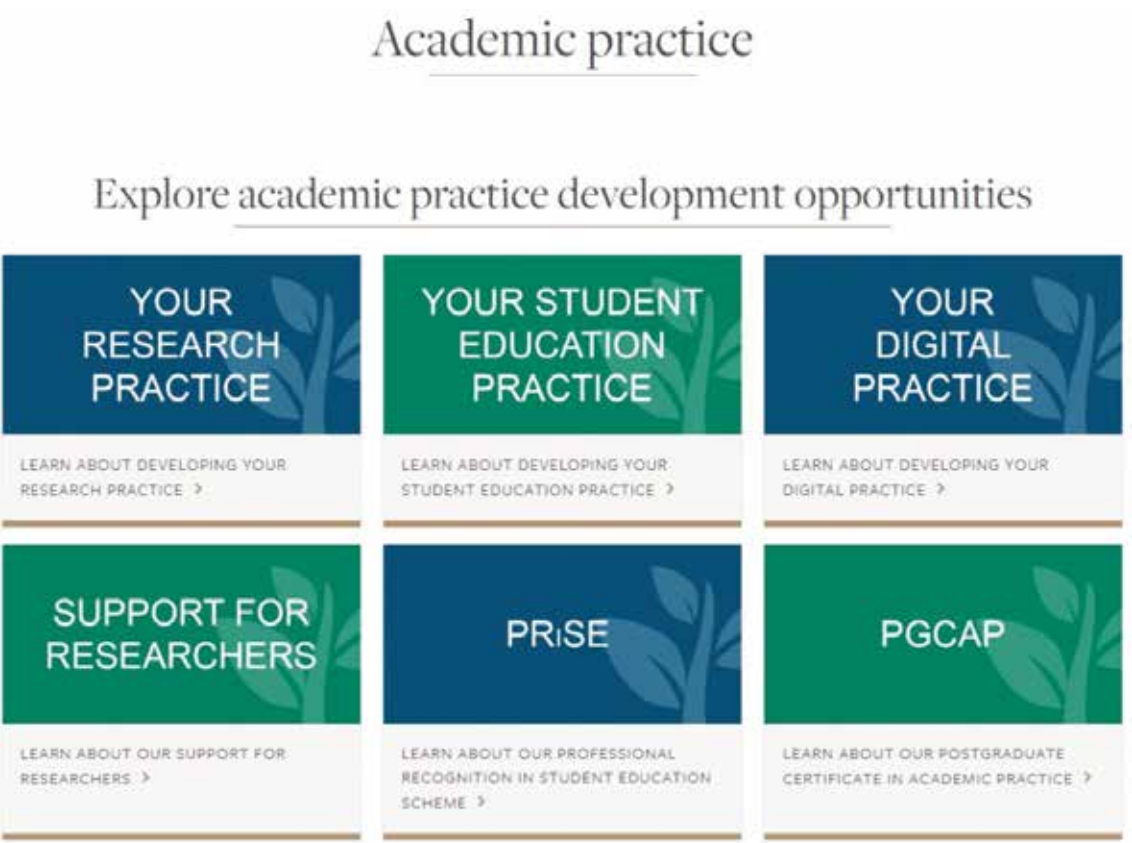 Academic practice
Explore academic practice development opportunities
YOUR
RESEARCH
PRACTICE
LEARN ABOUT DEVELOPING YOUR
RESEARCH PRACTICE >
YOUR STUDENT
EDUCATION
PRACTICE
LEARN ABOUT DEVELOPING YOUR
STUDENT EDUCATION PRACTICE >
YOUR
DIGITAL
PRACTICE
LEARN ABOUT DEVELOPING YOUR
DIGITAL PRACTICE >
SUPPORT FOR
RESEARCHERS
LEARN ABOUT OUR SUPPORT FOR
RESEARCHERS >
PRiSE
LEARN ABOUT OUR PROFESSIONAL
RECOGNITION IN STUDENT EDUCATION
SCHEME >
PGCAP
LEARN ABOUT OUR POSTGRADUATE
CERTIFICATE IN ACADEMIC PRACTICE >